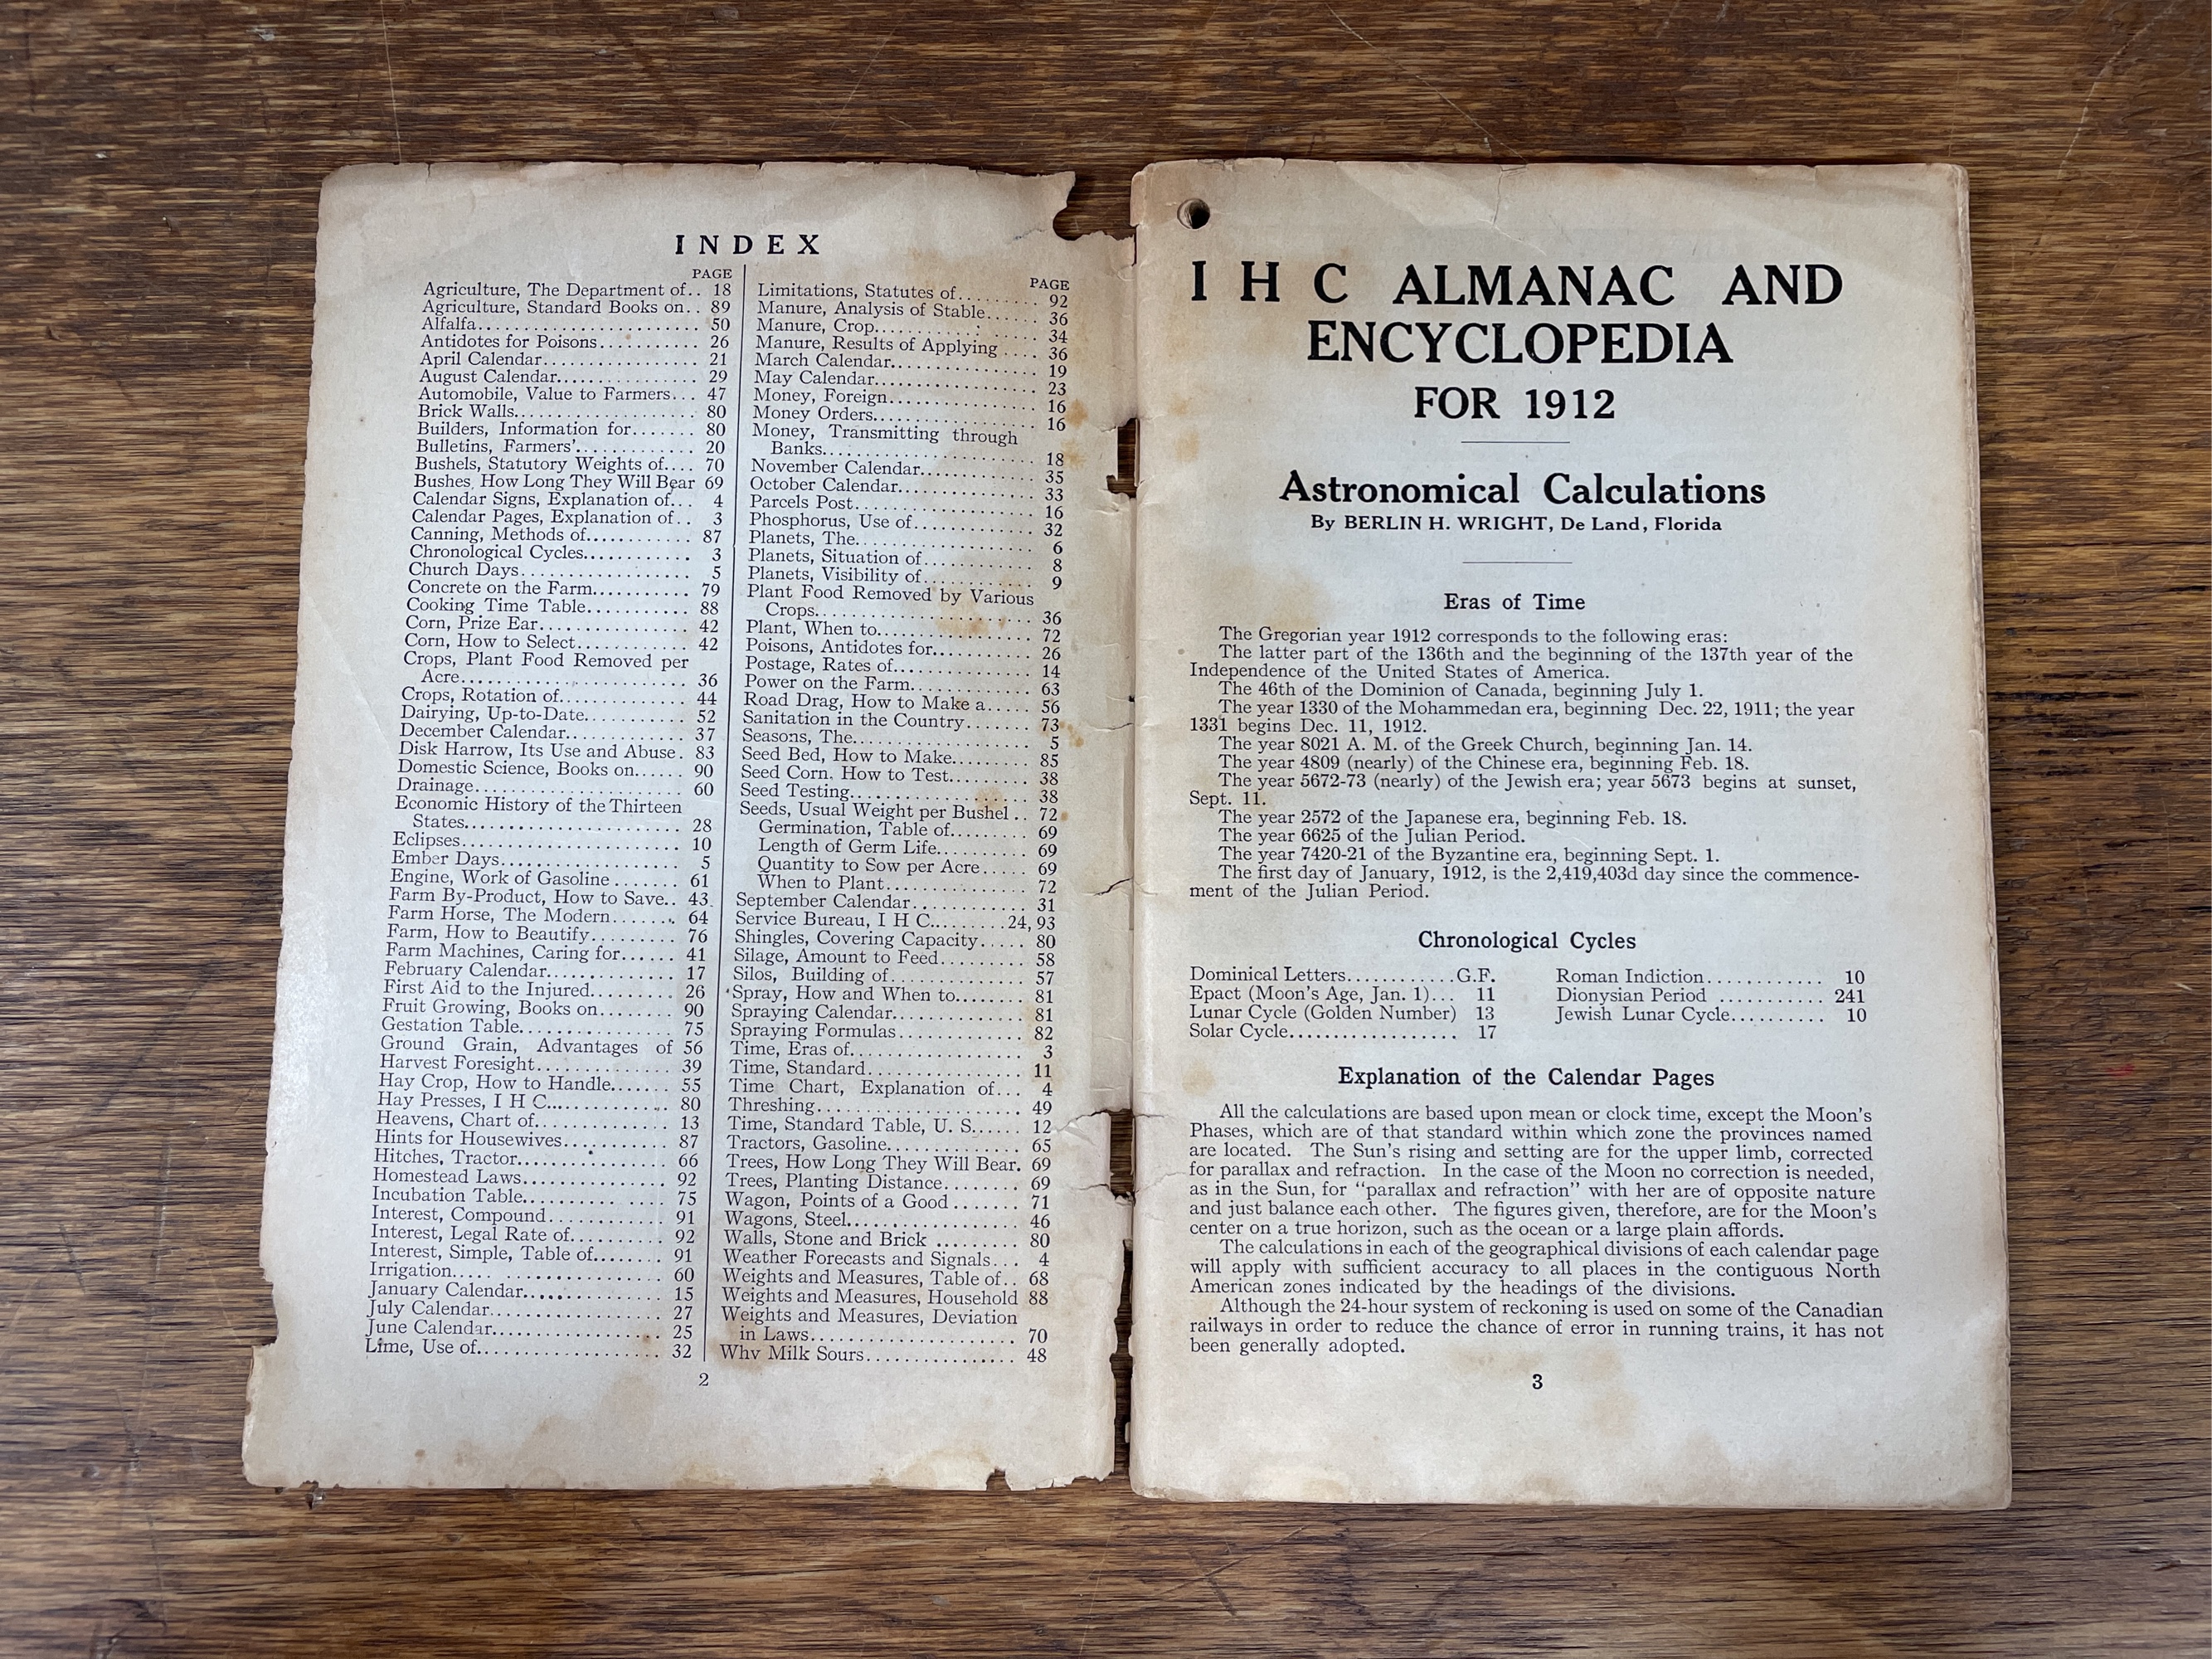 INDEX
PAGE
Agriculture, The Department of.. 18
Agriculture, Standard Books on.. 89
Alfalfa........................ 50
Antidotes for Poisons........... 26
April Calendar.................. 21
August Calendar................. 29
Automobile, Value to Farmers... 47
Brick Walls..................... 80
Builders, Information for....... 80
Bulletins, Farmers'............. 20
Bushels, Statutory Weights of.... 70
Bushes, How Long They Will Bear 69
Calendar Signs, Explanation of... 4
Calendar Pages, Explanation of.. 3
Canning, Methods of............. 87
Chronological Cycles............ 3
Church Days..................... 5
Concrete on the Farm............ 79
Cooking Time Table.............. 88
Corn, Prize Ear................. 42
Corn, How to Select............. 42
Crops, Plant Food Removed per
Acre............................ 36
Crops, Rotation of.............. 44
Dairying, Up-to-Date............ 52
December Calendar............... 37
Disk Harrow, Its Use and Abuse. 83
Domestic Science, Books on...... 90
Drainage........................ 60
Economic History of the Thirteen
States.......................... 28
Eclipses........................ 10
Ember Days...................... 5
Engine, Work of Gasoline ....... 61
Farm By-Product, How to Save.. 43
Farm Horse, The Modern....... 64
Farm, How to Beautify......... 76
Farm Machines, Caring for...... 41
February Calendar............... 17
First Aid to the Injured........ 26
Fruit Growing, Books on......... 90
Gestation Table................. 75
Ground Grain, Advantages of 56
Harvest Foresight............... 39
Hay Crop, How to Handle...... 55
Hay Presses, I H C.............. 80
Heavens, Chart of............... 13
Hints for Housewives............ 87
Hitches, Tractor................ 66
Homestead Laws.................. 92
Incubation Table................ 75
Interest, Compound.............. 91
Interest, Legal Rate of......... 92
Interest, Simple, Table of...... 91
Irrigation..... ................ 60
January Calendar................ 15
July Calendar................... 27
June Calendar................... 25
Lime, Use of.................... 32
PAGE
Limitations, Statutes of......... 92
Manure, Analysis of Stable...... 36
Manure, Crop.................... 34
Manure, Results of Applying .... 36
March Calendar.................. 19
May Calendar.................... 23
Money, Foreign.................. 16
Money Orders.................... 16
Money, Transmitting through
Banks........................... 18
November Calendar............... 35
October Calendar................ 33
Parcels Post.................... 16
Phosphorus, Use of.............. 32
Planets, The.................... 6
Planets, Situation of........... 8
Planets, Visibility of.......... 9
Plant Food Removed by Various
Crops........................... 36
Plant, When to.................. 72
Poisons, Antidotes for.......... 26
Postage, Rates of............... 14
Power on the Farm............... 63
Road Drag, How to Make a..... 56
Sanitation in the Country....... 73
Seasons, The.................... 5
Seed Bed, How to Make......... 85
Seed Corn. How to Test......... 38
Seed Testing.................... 38
Seeds, Usual Weight per Bushel .. 72
Germination, Table of........ 69
Length of Germ Life.......... 69
Quantity to Sow per Acre..... 69
When to Plant................ 72
September Calendar.............. 31
Service Bureau, I H C.........24, 93
Shingles, Covering Capacity..... 80
Silage, Amount to Feed......... 58
Silos, Building of.............. 57
Spray, How and When to........ 81
Spraying Calendar............... 81
Spraying Formulas............... 82
Time, Eras of................... 3
Time, Standard.................. 11
Time Chart, Explanation of... 4
Threshing....................... 49
Time, Standard Table, U. S...... 12
Tractors, Gasoline.............. 65
Trees, How Long They Will Bear. 69
Trees, Planting Distance........ 69
Wagon, Points of a Good ....... 71
Wagons, Steel................... 46
Walls, Stone and Brick ......... 80
Weather Forecasts and Signals... 4
Weights and Measures, Table of.. 68
Weights and Measures, Household 88
Weights and Measures, Deviation
in Laws......................... 70
Why Milk Sours................ 48
2
I H C ALMANAC AND
ENCYCLOPEDIA
FOR 1912
Astronomical Calculations
By BERLIN H. WRIGHT, De Land, Florida
Eras of Time
The Gregorian year 1912 corresponds to the following eras:
The latter part of the 136th and the beginning of the 137th year of the
Independence of the United States of America.
The 46th of the Dominion of Canada, beginning July 1.
The year 1330 of the Mohammedan era, beginning Dec. 22, 1911; the year
1331 begins Dec. 11, 1912.
The year 8021 A. M. of the Greek Church, beginning Jan. 14.
The year 4809 (nearly) of the Chinese era, beginning Feb. 18.
The year 5672-73 (nearly) of the Jewish era; year 5673 begins at sunset,
Sept. 11.
The year 2572 of the Japanese era, beginning Feb. 18.
The year 6625 of the Julian Period.
The year 7420-21 of the Byzantine era, beginning Sept. 1.
The first day of January, 1912, is the 2,419,403d day since the commence-
ment of the Julian Period.
Chronological Cycles
Dominical Letters...........G.F.
Epact (Moon's Age, Jan. 1)... 11
Lunar Cycle (Golden Number) 13
Solar Cycle................. 17
Roman Indiction............ 10
Dionysian Period ........... 241
Jewish Lunar Cycle.......... 10
Explanation of the Calendar Pages
All the calculations are based upon mean or clock time, except the Moon's
Phases, which are of that standard within which zone the provinces named
are located. The Sun's rising and setting are for the upper limb, corrected
for parallax and refraction. In the case of the Moon no correction is needed,
as in the Sun, for "parallax and refraction" with her are of opposite nature
and just balance each other. The figures given, therefore, are for the Moon's
center on a true horizon, such as the ocean or a large plain affords.
The calculations in each of the geographical divisions of each calendar page
will apply with sufficient accuracy to all places in the contiguous North
American zones indicated by the headings of the divisions.
Although the 24-hour system of reckoning is used on some of the Canadian
railways in order to reduce the chance of error in running trains, it has not
been generally adopted.
3